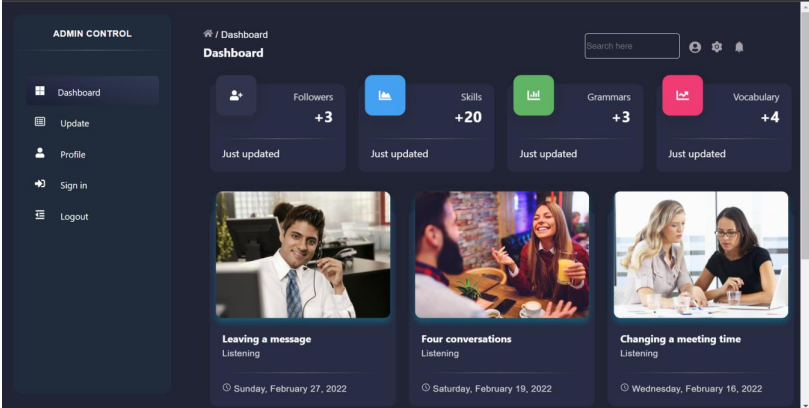 ADMIN CONTROL
Dashboard
Update
Profile
Sign in
Logout
/ Dashboard
Dashboard
Search here
Followers
+3
Just updated
Skills
+20
Just updated
Grammars
+3
Just updated
Vocabulary
+4
Just updated
Leaving a message
Listening
Sunday, February 27, 2022
Four conversations
Listening
Saturday, February 19, 2022
Changing a meeting time
Listening
Wednesday, February 16, 2022